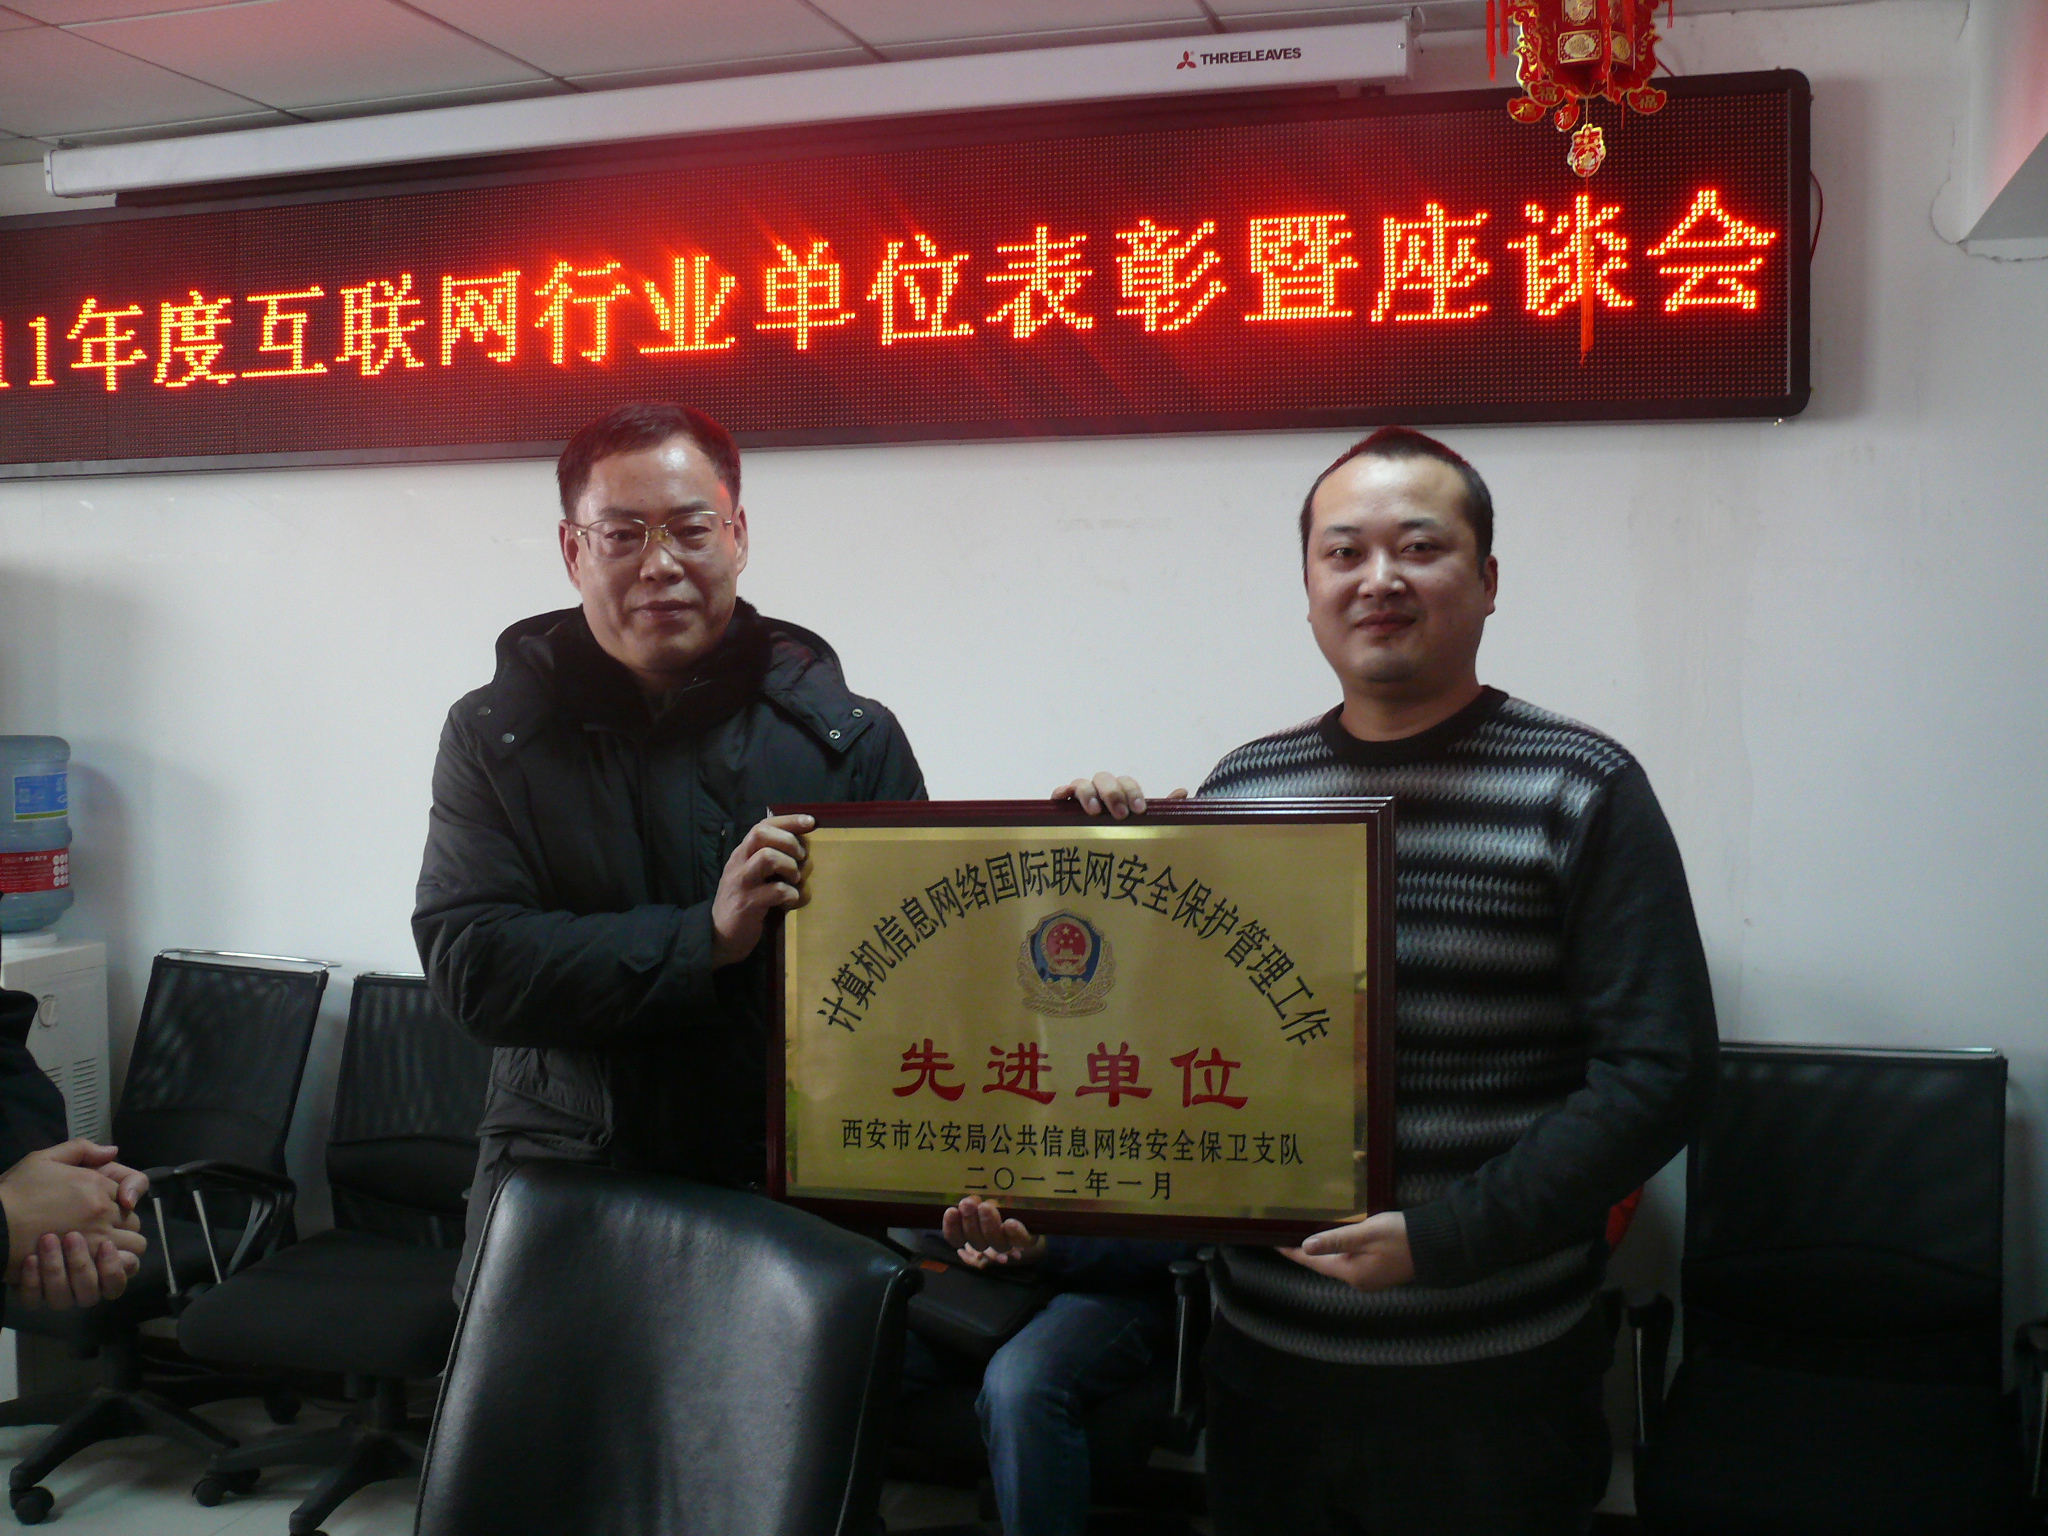 THREELEAVES
11年度互联网行业单位表彰暨座谈会
福
福
福
计算机信息网络国际联网安全保护管理工作
先进单位
西安市公安局公共信息网络安全保卫支队
二〇一二年一月